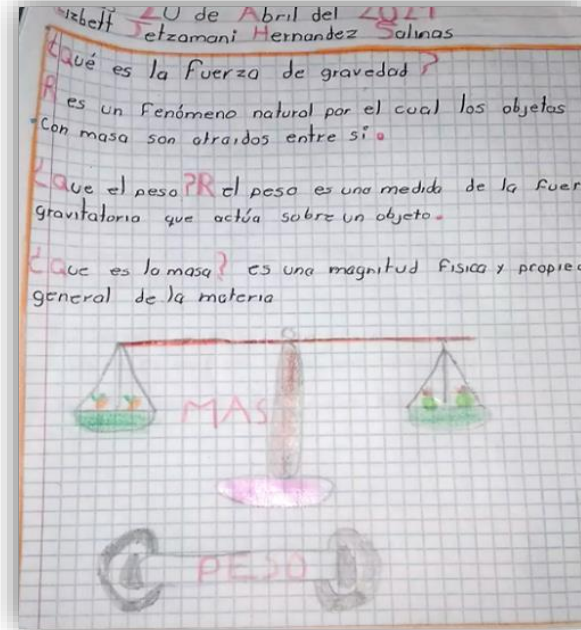 20 de Abril del 2021
Jetzamani Hernandez Salinas
¿Qué es la fuerza de gravedad?
R es un fenómeno natural por el cual los objetos
con masa son atraidos entre si.
¿Que el peso? R el peso es una medida de la fuer
gravitatoria que actúa sobre un objeto.
¿Que es la masa? es una magnitud fisica y propied
general de la materia
MAS
PESO